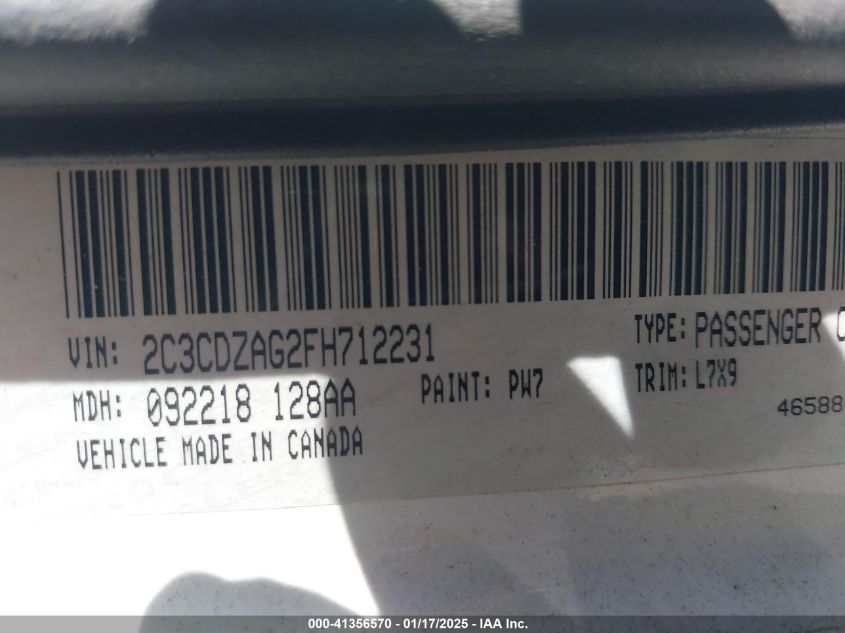 VIN: 2C3CDZAG2FH712231
TYPE: PASSENGER C
MDH: 092218 128AA
PAINT: PW7
TRIM: L7X9
46588
VEHICLE MADE IN CANADA
000-41356570 - 01/17/2025 - IAA Inc.